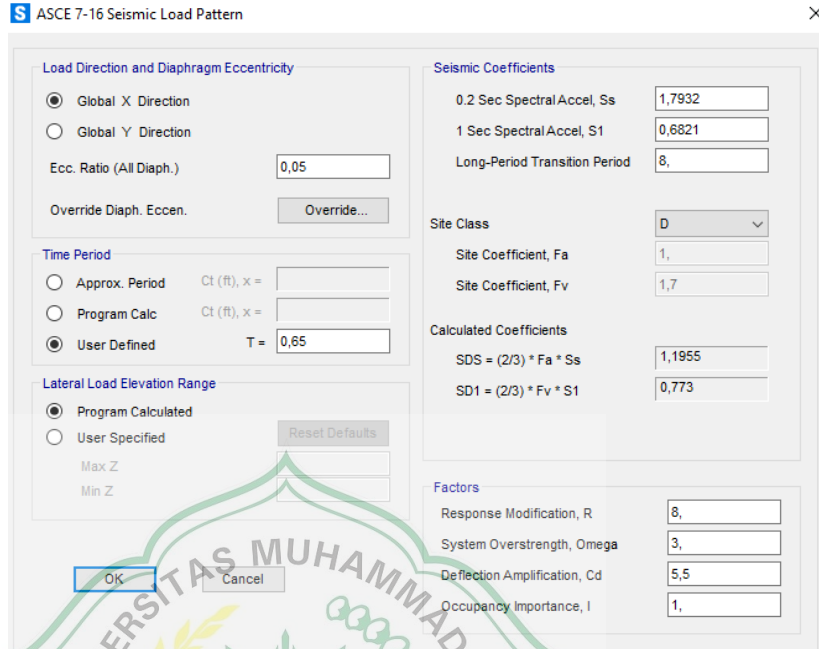 S ASCE 7-16 Seismic Load Pattern
Load Direction and Diaphragm Eccentricity
Global X Direction
Global Y Direction
Ecc. Ratio (All Diaph.) 0,05
Override Diaph. Eccen. Override...
Time Period
Approx. Period Ct (ft), x =
Program Calc Ct (ft), x =
User Defined T = 0,65
Lateral Load Elevation Range
Program Calculated
User Specified Reset Defaults
Max Z
Min Z
OK Cancel
Seismic Coefficients
0.2 Sec Spectral Accel, Ss 1,7932
1 Sec Spectral Accel, S1 0,6821
Long-Period Transition Period 8,
Site Class D
Site Coefficient, Fa 1,
Site Coefficient, Fv 1,7
Calculated Coefficients
SDS = (2/3) * Fa * Ss 1,1955
SD1 = (2/3) * Fv * S1 0,773
Factors
Response Modification, R 8,
System Overstrength, Omega 3,
Deflection Amplification, Cd 5,5
Occupancy Importance, I 1,
ERSITAS MUHAMMAD